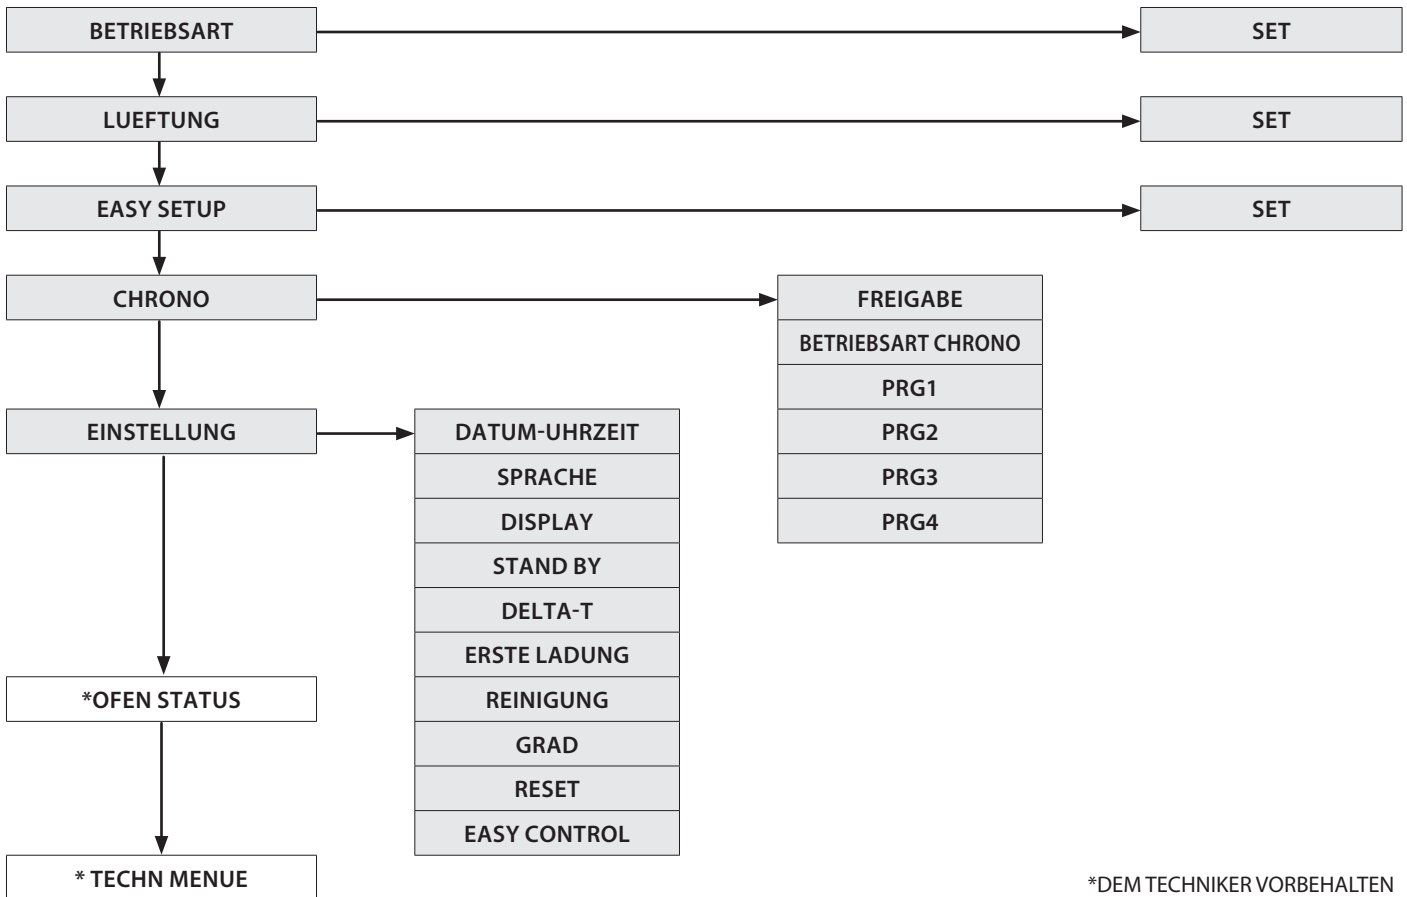 BETRIEBSART
SET
LUEFTUNG
SET
EASY SETUP
SET
CHRONO
FREIGABE
BETRIEBSART CHRONO
PRG1
PRG2
PRG3
PRG4
EINSTELLUNG
DATUM-UHRZEIT
SPRACHE
DISPLAY
STAND BY
DELTA-T
ERSTE LADUNG
REINIGUNG
GRAD
RESET
EASY CONTROL
*OFEN STATUS
* TECHN MENUE
*DEM TECHNIKER VORBEHALTEN